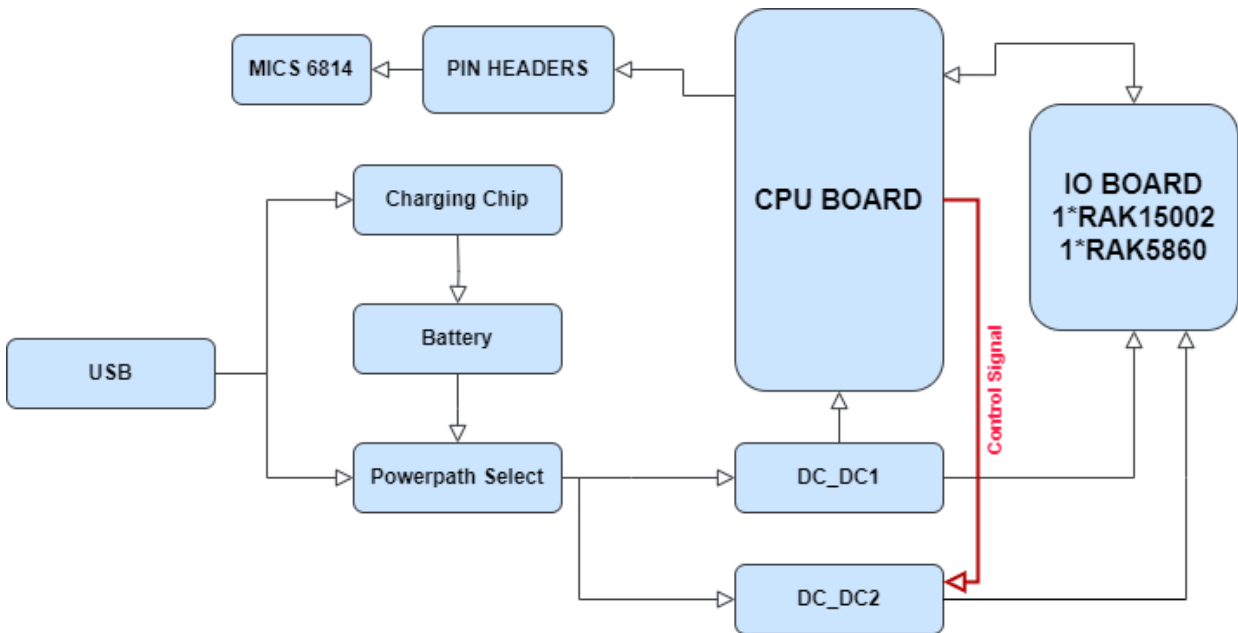 MICS 6814
PIN HEADERS
CPU BOARD
IO BOARD
1*RAK15002
1*RAK5860
Charging Chip
Battery
USB
Powerpath Select
Control Signal
DC_DC1
DC_DC2